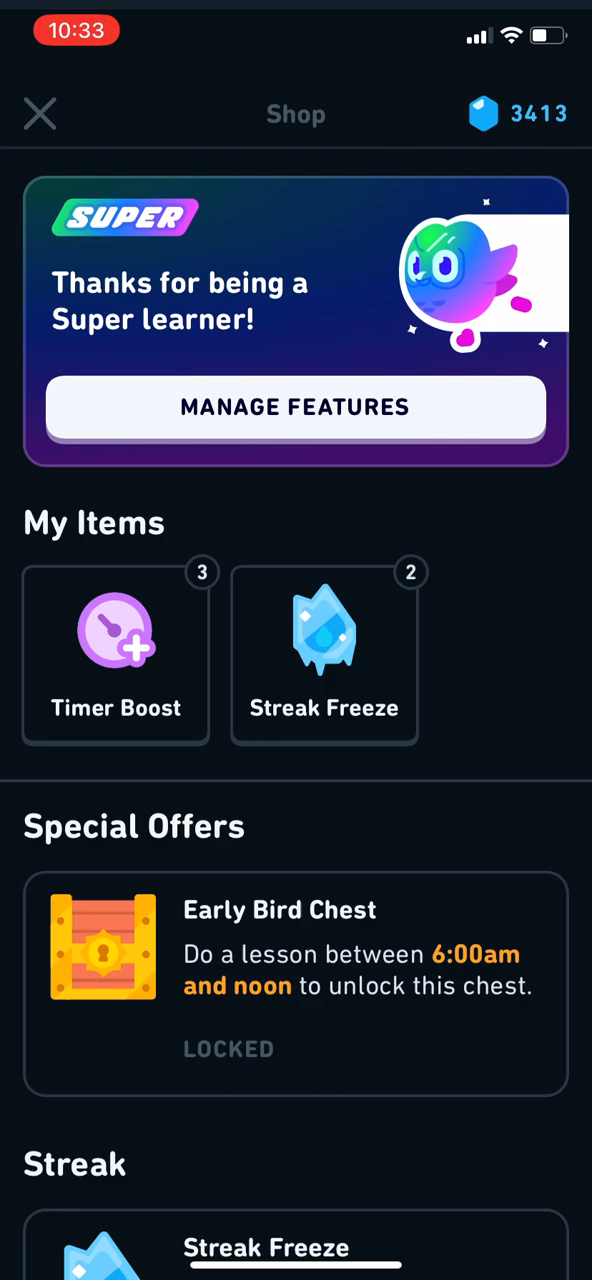 10:33
Shop
3413
SUPER
Thanks for being a
Super learner!
MANAGE FEATURES
My Items
3
2
Timer Boost
Streak Freeze
Special Offers
Early Bird Chest
Do a lesson between 6:00am
and noon to unlock this chest.
LOCKED
Streak
Streak Freeze